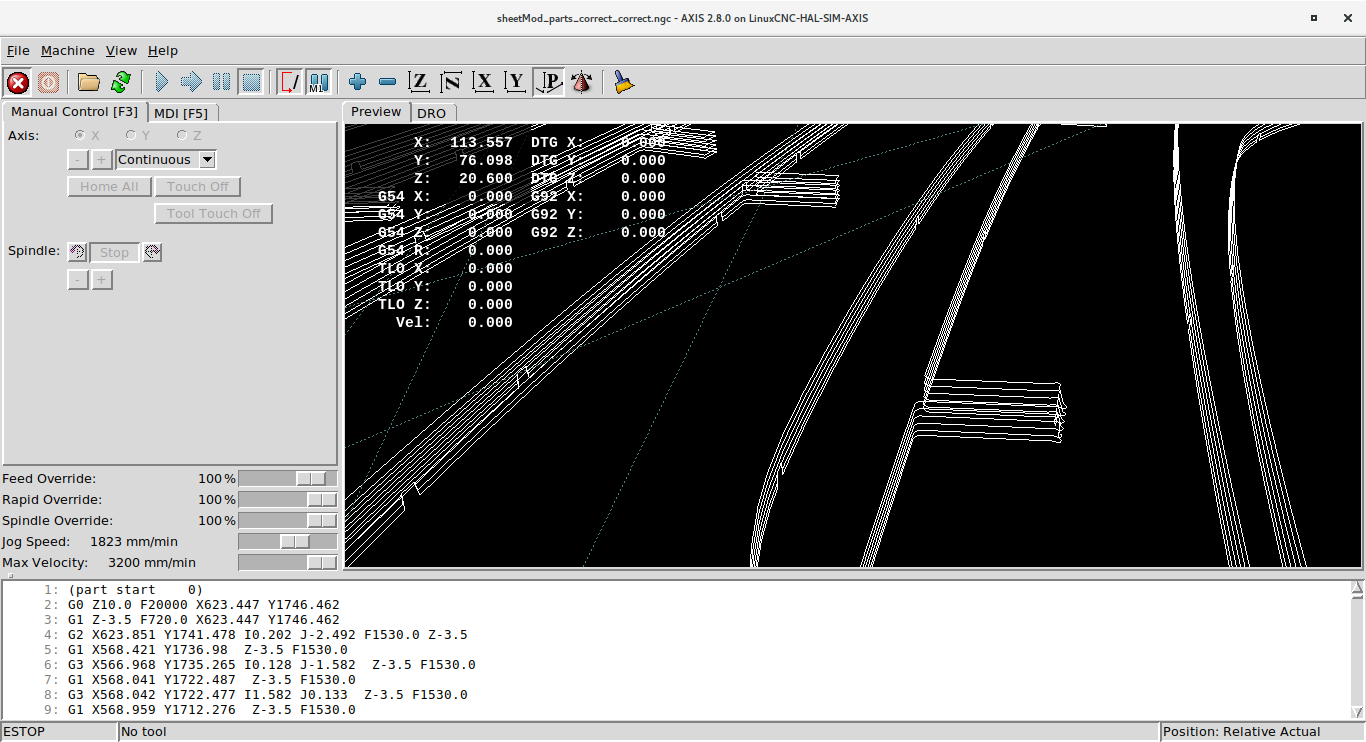 sheetMod_parts_correct_correct.ngc - AXIS 2.8.0 on LinuxCNC-HAL-SIM-AXIS
File Machine View Help
Z N X Y P
M1
Manual Control [F3] MDI [F5] Preview DRO
Axis: X Y Z
- + Continuous
Home All Touch Off
Tool Touch Off
Spindle: Stop
- +
X: 113.557 DTG X: 0.000
Y: 76.098 DTG Y: 0.000
Z: 20.600 DTG Z: 0.000
G54 X: 0.000 G92 X: 0.000
G54 Y: 0.000 G92 Y: 0.000
G54 Z: 0.000 G92 Z: 0.000
G54 R: 0.000
TLO X: 0.000
TLO Y: 0.000
TLO Z: 0.000
Vel: 0.000
Feed Override: 100 %
Rapid Override: 100 %
Spindle Override: 100 %
Jog Speed: 1823 mm/min
Max Velocity: 3200 mm/min
1: (part start 0)
2: G0 Z10.0 F20000 X623.447 Y1746.462
3: G1 Z-3.5 F720.0 X623.447 Y1746.462
4: G2 X623.851 Y1741.478 I0.202 J-2.492 F1530.0 Z-3.5
5: G1 X568.421 Y1736.98 Z-3.5 F1530.0
6: G3 X566.968 Y1735.265 I0.128 J-1.582 Z-3.5 F1530.0
7: G1 X568.041 Y1722.487 Z-3.5 F1530.0
8: G3 X568.042 Y1722.477 I1.582 J0.133 Z-3.5 F1530.0
9: G1 X568.959 Y1712.276 Z-3.5 F1530.0
ESTOP No tool Position: Relative Actual